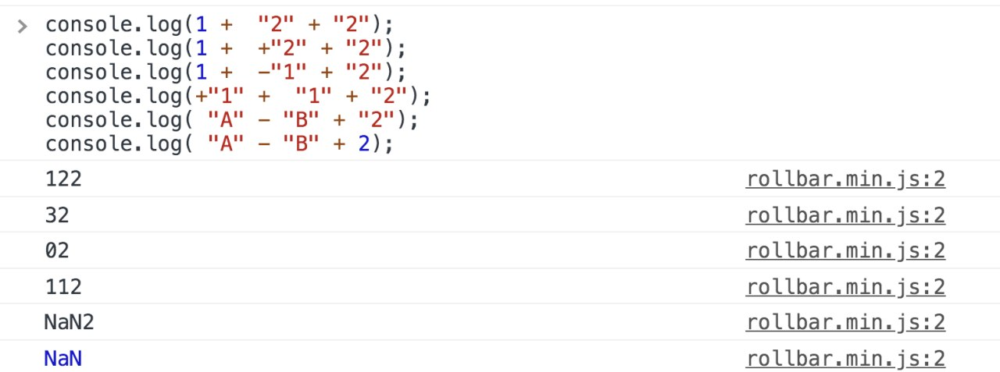 > console.log(1 +  "2" + "2");
console.log(1 +  +"2" + "2");
console.log(1 +  –"1" + "2");
console.log(+"1" +  "1" + "2");
console.log( "A" – "B" + "2");
console.log( "A" – "B" + 2);
122 rollbar.min.js:2
32 rollbar.min.js:2
02 rollbar.min.js:2
112 rollbar.min.js:2
NaN2 rollbar.min.js:2
NaN rollbar.min.js:2